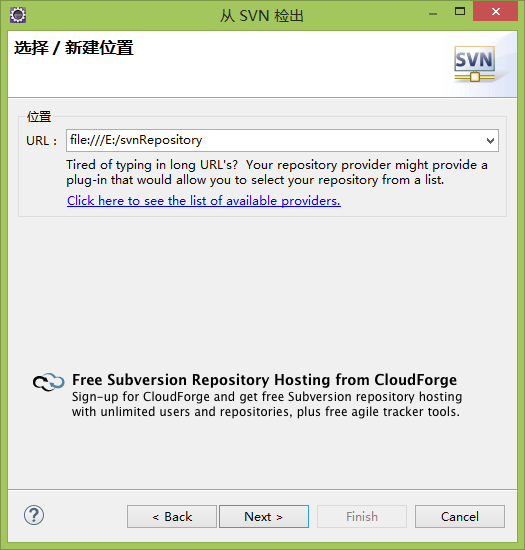 从 SVN 检出
选择 / 新建位置
SVN
位置
URL： file:///E:/svnRepository
Tired of typing in long URL's?  Your repository provider might provide a
plug-in that would allow you to select your repository from a list.
Click here to see the list of available providers.
Free Subversion Repository Hosting from CloudForge
Sign-up for CloudForge and get free Subversion repository hosting
with unlimited users and repositories, plus free agile tracker tools.
?
< Back
Next >
Finish
Cancel